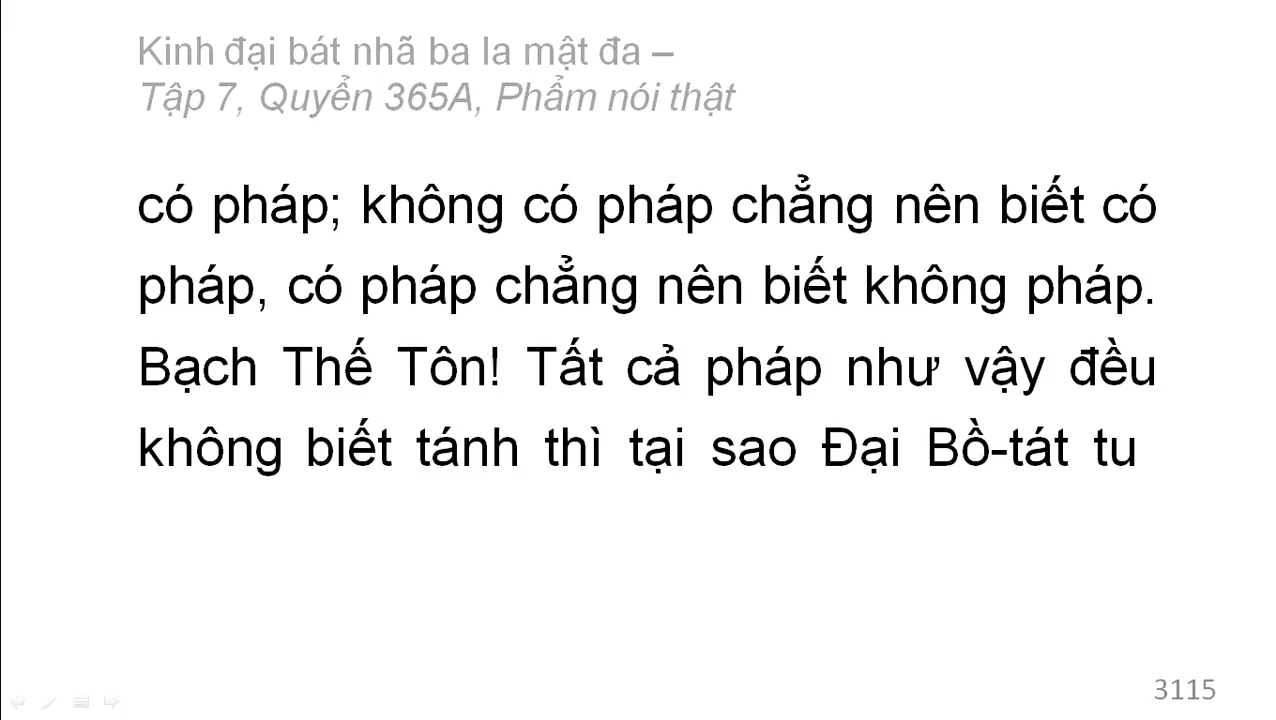 Kinh đại bát nhã ba la mật đa –
Tập 7, Quyển 365A, Phẩm nói thật
có pháp; không có pháp chẳng nên biết có
pháp, có pháp chẳng nên biết không pháp.
Bạch Thế Tôn! Tất cả pháp như vậy đều
không biết tánh thì tại sao Đại Bồ-tát tu
3115